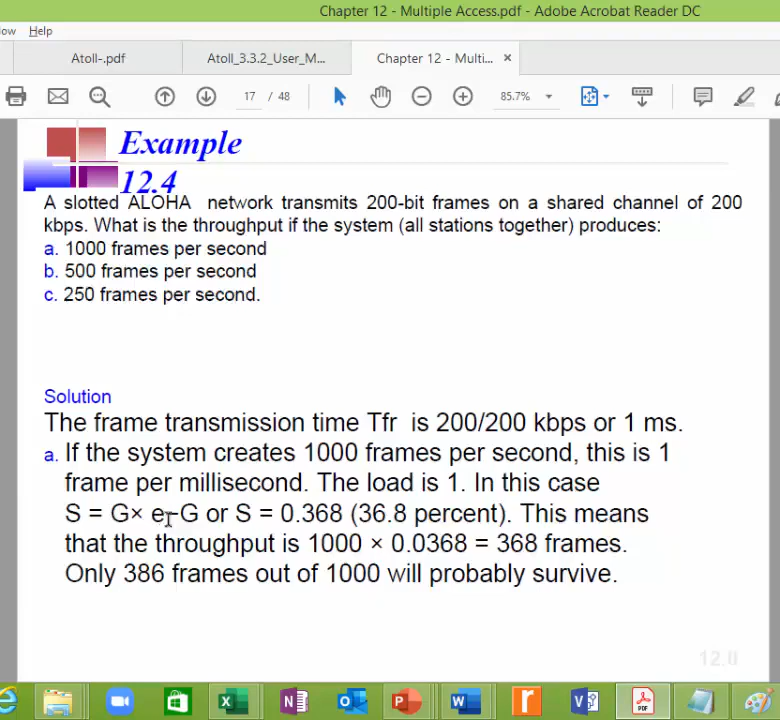 Chapter 12 - Multiple Access.pdf - Adobe Acrobat Reader DC
ow Help
Atoll-.pdf Atoll_3.3.2_User_M... Chapter 12 - Multi... ×
17 / 48 85.7%
Example
12.4
A slotted ALOHA network transmits 200-bit frames on a shared channel of 200
kbps. What is the throughput if the system (all stations together) produces:
a. 1000 frames per second
b. 500 frames per second
c. 250 frames per second.
Solution
The frame transmission time Tfr is 200/200 kbps or 1 ms.
a. If the system creates 1000 frames per second, this is 1
frame per millisecond. The load is 1. In this case
S = G× e−G or S = 0.368 (36.8 percent). This means
that the throughput is 1000 × 0.0368 = 368 frames.
Only 386 frames out of 1000 will probably survive.